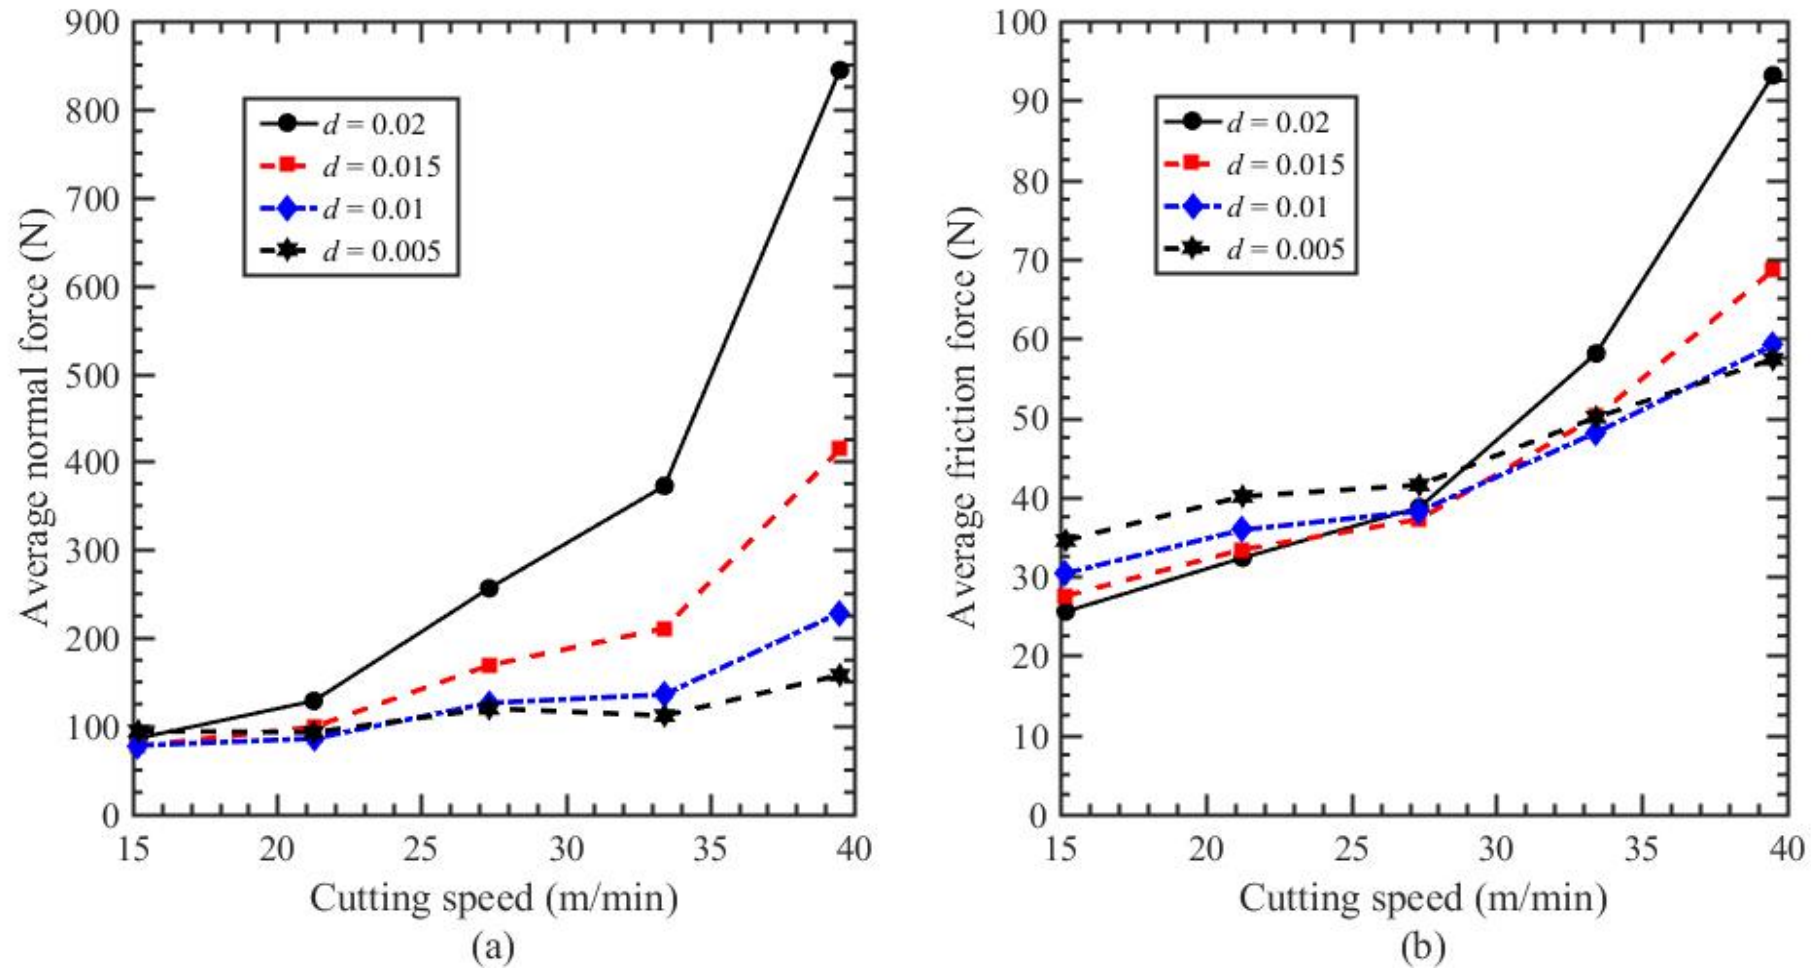 900
800
700
600
500
400
300
200
100
0
Average normal force (N)
d = 0.02
d = 0.015
d = 0.01
d = 0.005
15 20 25 30 35 40
Cutting speed (m/min)
(a)
100
90
80
70
60
50
40
30
20
10
0
Average friction force (N)
d = 0.02
d = 0.015
d = 0.01
d = 0.005
15 20 25 30 35 40
Cutting speed (m/min)
(b)